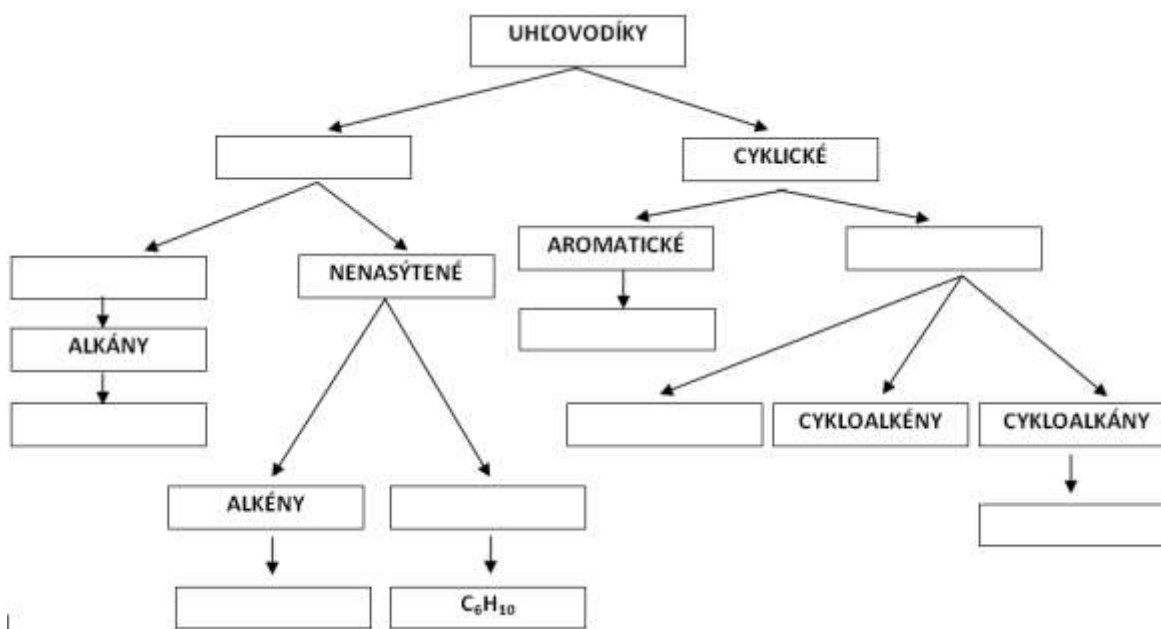 UHĽOVODÍKY
CYKLICKÉ
AROMATICKÉ
NENASÝTENÉ
ALKÁNY
CYKLOALKÉNY
CYKLOALKÁNY
ALKÉNY
C₆H₁₀